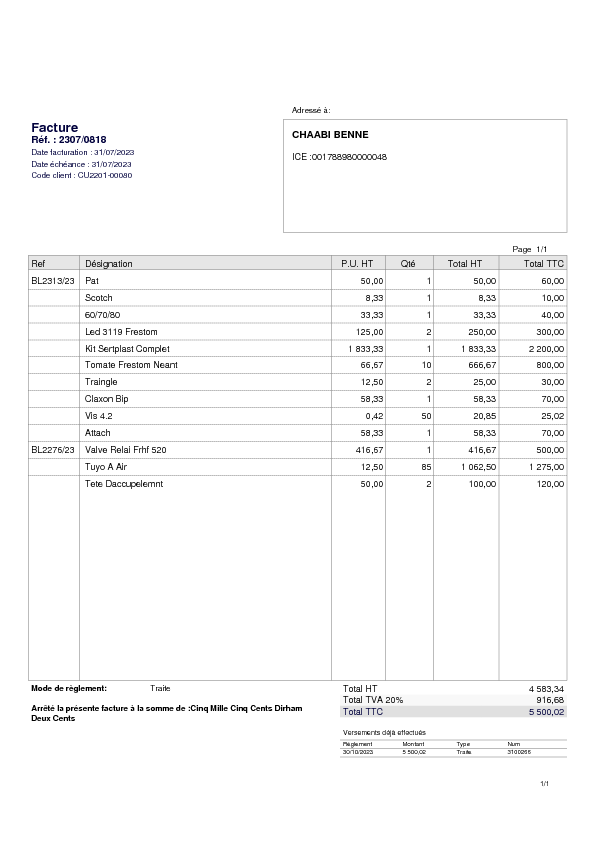 Adressé à:
Facture
Réf. : 2307/0818
Date facturation : 31/07/2023
Date échéance : 31/07/2023
Code client : CU2201-00080
CHAABI BENNE
ICE :001788980000048
Page 1/1
Ref Désignation P.U. HT Qté Total HT Total TTC
BL2313/23 Pat 50,00 1 50,00 60,00
Scotch 8,33 1 8,33 10,00
60/70/80 33,33 1 33,33 40,00
Led 3119 Frestom 125,00 2 250,00 300,00
Kit Sertplast Complet 1 833,33 1 1 833,33 2 200,00
Tomate Frestom Neant 66,67 10 666,67 800,00
Traingle 12,50 2 25,00 30,00
Claxon Bip 58,33 1 58,33 70,00
Vis 4.2 0,42 50 20,85 25,02
Attach 58,33 1 58,33 70,00
BL2276/23 Valve Relai Frhf 520 416,67 1 416,67 500,00
Tuyo A Air 12,50 85 1 062,50 1 275,00
Tete Daccupelemnt 50,00 2 100,00 120,00
Mode de règlement: Traite
Total HT 4 583,34
Total TVA 20% 916,68
Total TTC 5 500,02
Arrêté la présente facture à la somme de :Cinq Mille Cinq Cents Dirham
Deux Cents
Versements déjà effectués
Règlement Montant Type Num
30/10/2023 5 500,02 Traite 3100268
1/1